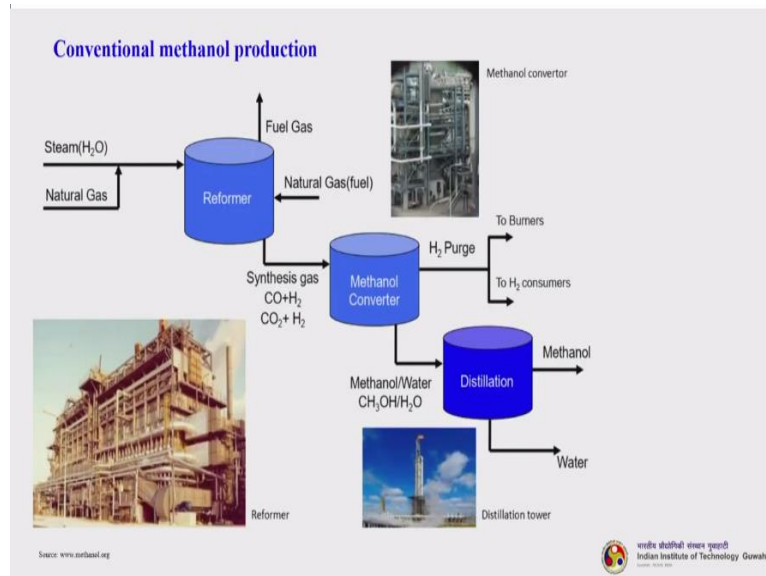 Conventional methanol production
Methanol convertor
Fuel Gas
Steam(H₂O)
Natural Gas
Reformer
Natural Gas(fuel)
Synthesis gas
CO+H₂
CO₂+ H₂
Methanol
Converter
H₂ Purge
To Burners
To H₂ consumers
Methanol/Water
CH₃OH/H₂O
Distillation
Methanol
Water
Reformer
Distillation tower
Source: www.methanol.org
भारतीय प्रौद्योगिकी संस्थान गुवाहाटी
Indian Institute of Technology Guwah